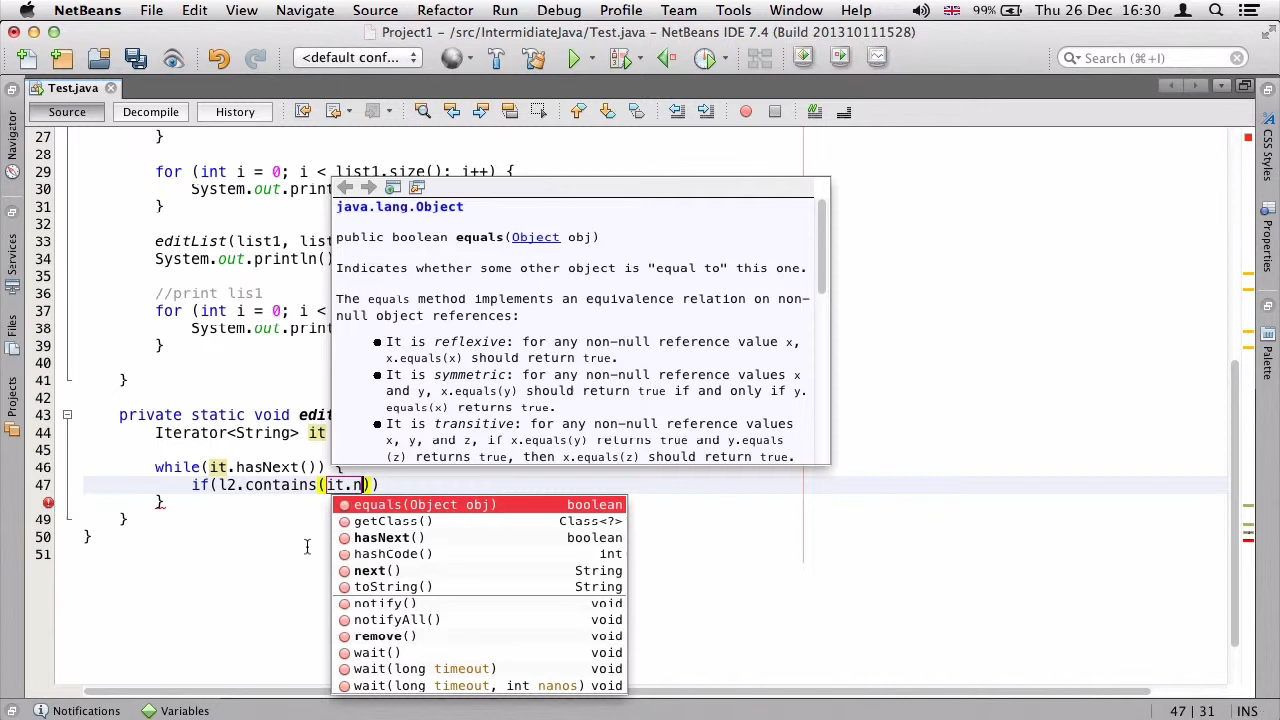 NetBeans File Edit View Navigate Source Refactor Run Debug Profile Team Tools Window Help 99% Thu 26 Dec 16:30
Project1 - /src/IntermidiateJava/Test.java - NetBeans IDE 7.4 (Build 201310111528)
<default conf... Search (⌘+I)
Test.java
Source Decompile History
Navigator
Services
Files
Projects
CSS Styles
Properties
Palette
27 }
28
29 for (int i = 0; i < list1.size(); i++) {
30 System.out.print
31 }
32
33 editList(list1, list
34 System.out.println()
35
36 //print lis1
37 for (int i = 0; i <
38 System.out.print
39 }
40
41 }
42
43 private static void edit
44 Iterator<String> it
45
46 while(it.hasNext()) {
47 if(l2.contains(it.n))
}
49 }
50 }
51
java.lang.Object
public boolean equals(Object obj)
Indicates whether some other object is "equal to" this one.
The equals method implements an equivalence relation on non-
null object references:
It is reflexive: for any non-null reference value x,
x.equals(x) should return true.
It is symmetric: for any non-null reference values x
and y, x.equals(y) should return true if and only if y.
equals(x) returns true.
It is transitive: for any non-null reference values
x, y, and z, if x.equals(y) returns true and y.equals
(z) returns true, then x.equals(z) should return true.
equals(Object obj) boolean
getClass() Class<?>
hasNext() boolean
hashCode() int
next() String
toString() String
notify() void
notifyAll() void
remove() void
wait() void
wait(long timeout) void
wait(long timeout, int nanos) void
Notifications Variables 47 | 31 INS